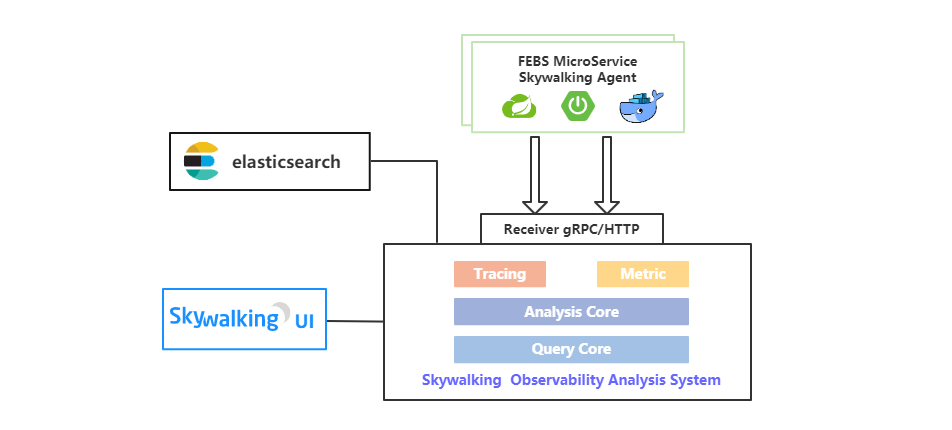 FEBS MicroService
Skywalking Agent
elasticsearch
Receiver gRPC/HTTP
Tracing
Metric
Analysis Core
Query Core
Skywalking Observability Analysis System
Skywalking UI